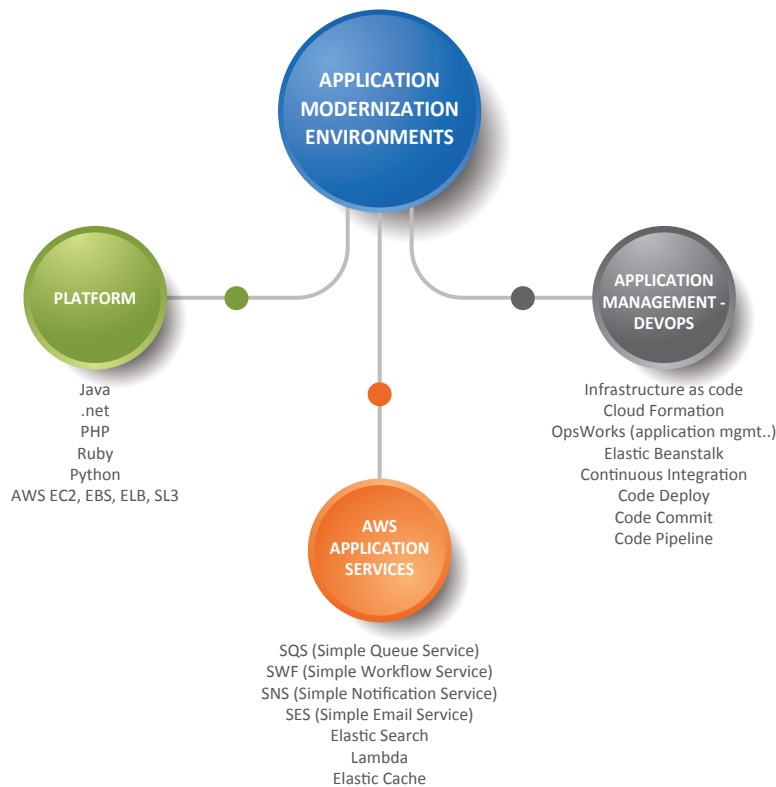 APPLICATION
MODERNIZATION
ENVIRONMENTS
PLATFORM
Java
.net
PHP
Ruby
Python
AWS EC2, EBS, ELB, SL3
AWS
APPLICATION
SERVICES
SQS (Simple Queue Service)
SWF (Simple Workflow Service)
SNS (Simple Notification Service)
SES (Simple Email Service)
Elastic Search
Lambda
Elastic Cache
APPLICATION
MANAGEMENT -
DEVOPS
Infrastructure as code
Cloud Formation
OpsWorks (application mgmt..)
Elastic Beanstalk
Continuous Integration
Code Deploy
Code Commit
Code Pipeline